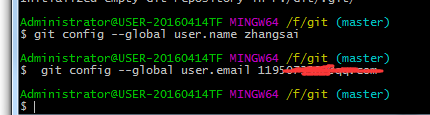 Administrator@USER-20160414TF MINGW64 /f/git (master)
$ git config --global user.name zhangsai
Administrator@USER-20160414TF MINGW64 /f/git (master)
$ git config --global user.email
Administrator@USER-20160414TF MINGW64 /f/git (master)
$